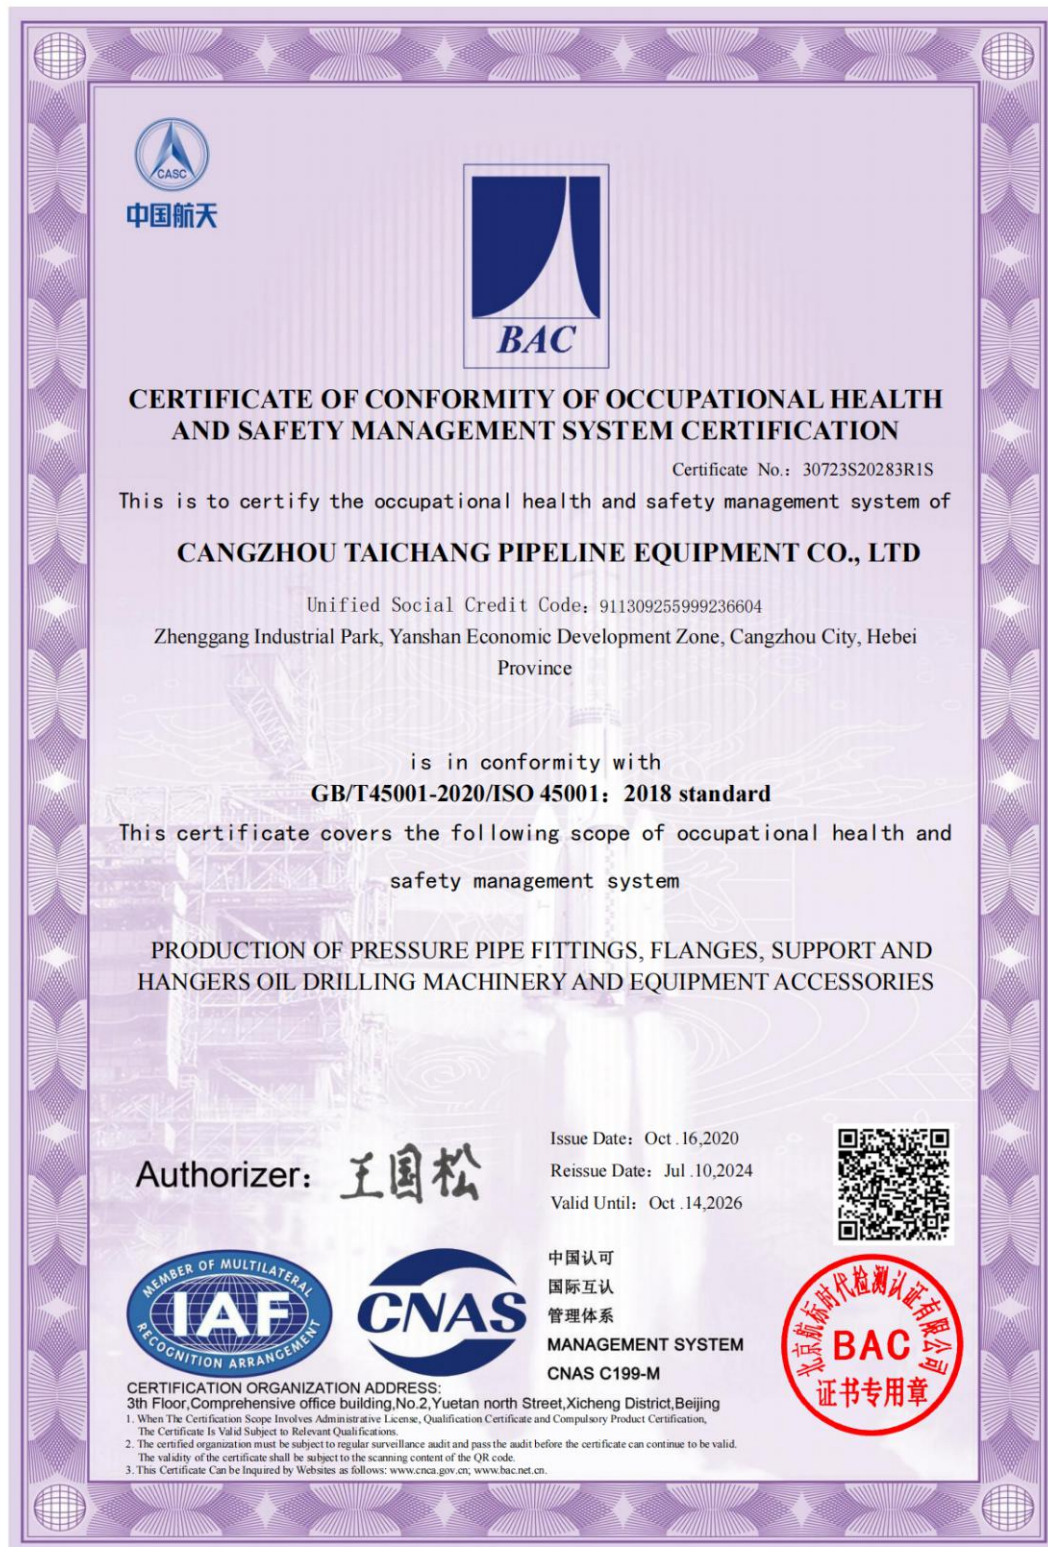 CASC
中国航天
BAC
CERTIFICATE OF CONFORMITY OF OCCUPATIONAL HEALTH
AND SAFETY MANAGEMENT SYSTEM CERTIFICATION
Certificate No.: 30723S20283R1S
This is to certify the occupational health and safety management system of
CANGZHOU TAICHANG PIPELINE EQUIPMENT CO., LTD
Unified Social Credit Code: 911309255999236604
Zhenggang Industrial Park, Yanshan Economic Development Zone, Cangzhou City, Hebei
Province
is in conformity with
GB/T45001-2020/ISO 45001: 2018 standard
This certificate covers the following scope of occupational health and
safety management system
PRODUCTION OF PRESSURE PIPE FITTINGS, FLANGES, SUPPORT AND
HANGERS OIL DRILLING MACHINERY AND EQUIPMENT ACCESSORIES
Issue Date: Oct .16,2020
Reissue Date: Jul .10,2024
Valid Until: Oct .14,2026
Authorizer: 王国松
MEMBER OF MULTILATERAL
IAF
RECOGNITION ARRANGEMENT
CNAS
中国认可
国际互认
管理体系
MANAGEMENT SYSTEM
CNAS C199-M
北京航标时代检测认证有限公司
BAC
证书专用章
CERTIFICATION ORGANIZATION ADDRESS:
3th Floor,Comprehensive office building,No.2,Yuetan north Street,Xicheng District,Beijing
1. When The Certification Scope Involves Administrative License, Qualification Certificate and Compulsory Product Certification,
The Certificate Is Valid Subject to Relevant Qualifications.
2. The certified organization must be subject to regular surveillance audit and pass the audit before the certificate can continue to be valid.
The validity of the certificate shall be subject to the scanning content of the QR code.
3. This Certificate Can be Inquired by Websites as follows: www.cnca.gov.cn; www.bac.net.cn.